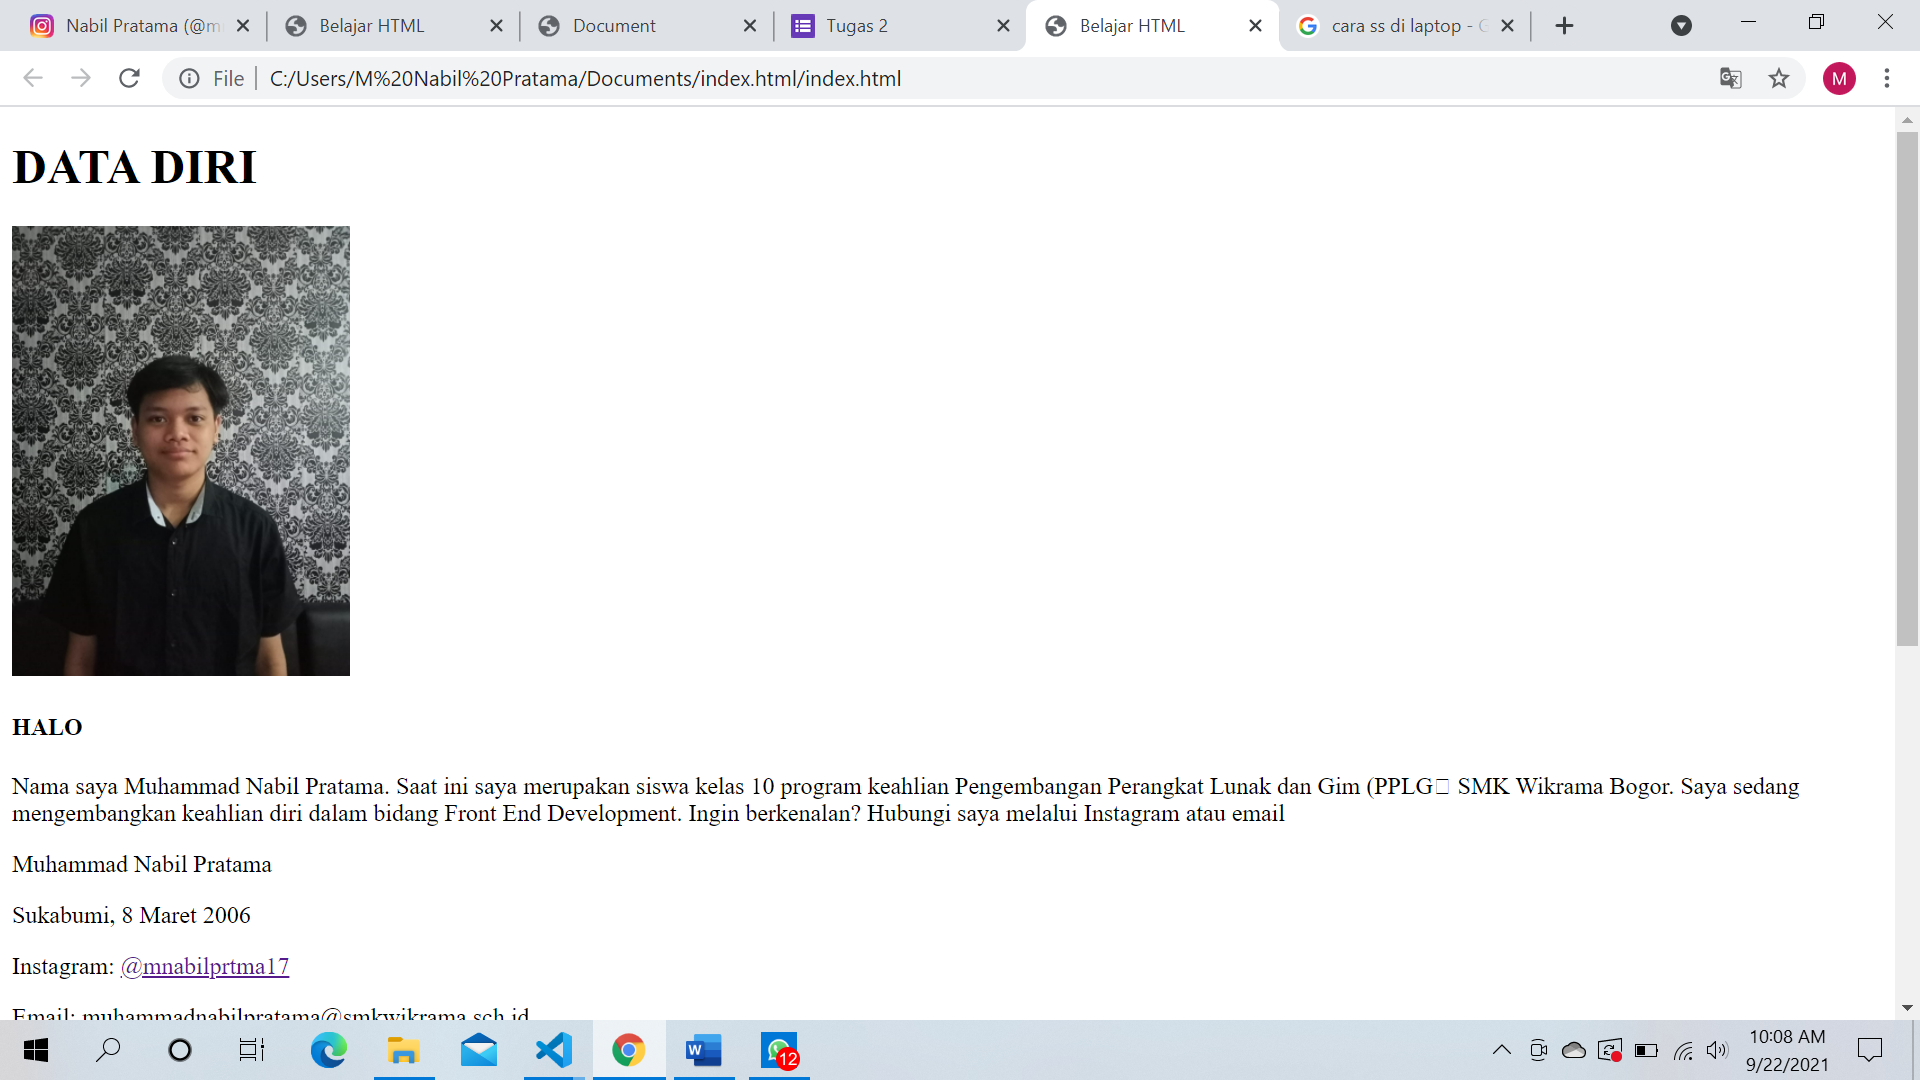 Nabil Pratama (@m
Belajar HTML
Document
Tugas 2
Belajar HTML
cara ss di laptop - G
File
C:/Users/M%20Nabil%20Pratama/Documents/index.html/index.html
M
DATA DIRI
HALO
Nama saya Muhammad Nabil Pratama. Saat ini saya merupakan siswa kelas 10 program keahlian Pengembangan Perangkat Lunak dan Gim (PPLG□ SMK Wikrama Bogor. Saya sedang
mengembangkan keahlian diri dalam bidang Front End Development. Ingin berkenalan? Hubungi saya melalui Instagram atau email
Muhammad Nabil Pratama
Sukabumi, 8 Maret 2006
Instagram: @mnabilprtma17
Email: muhammadnabilpratama@smkwikrama.sch.id
W
12
10:08 AM
9/22/2021